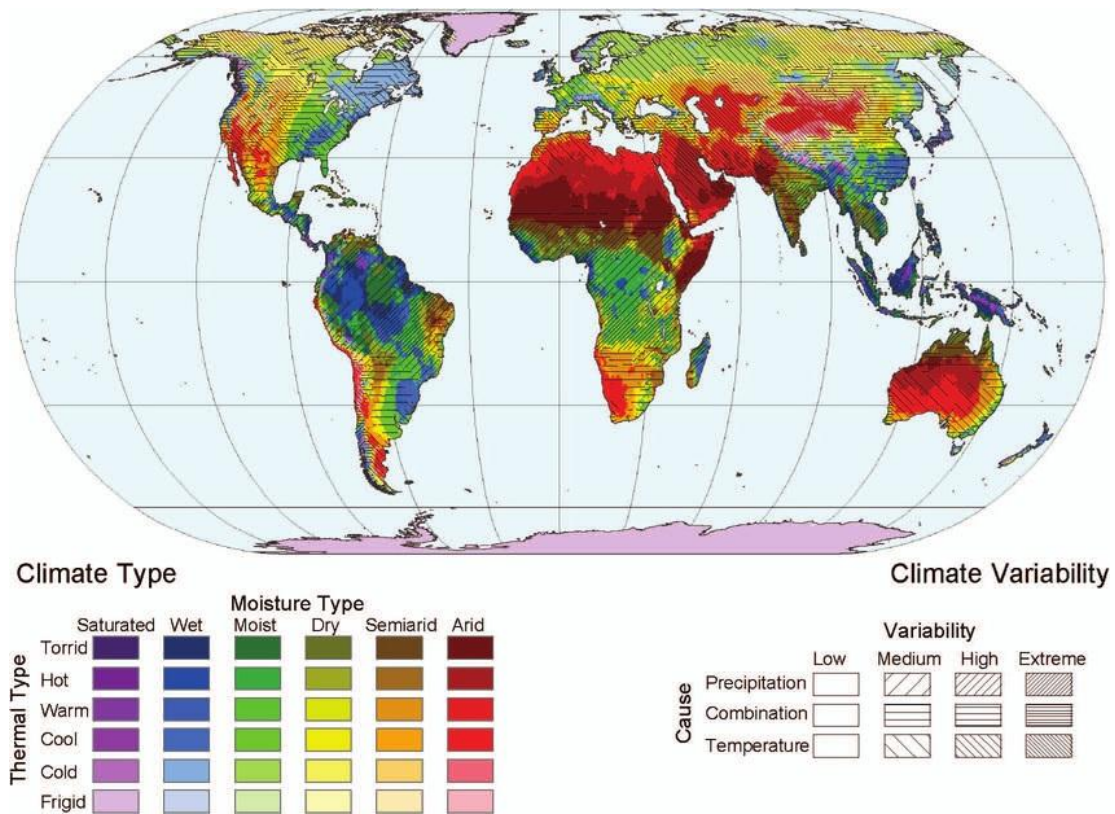 Climate Type
Climate Variability
Moisture Type
Saturated Wet Moist Dry Semiarid Arid
Thermal Type
Torrid
Hot
Warm
Cool
Cold
Frigid
Variability
Low Medium High Extreme
Cause
Precipitation
Combination
Temperature